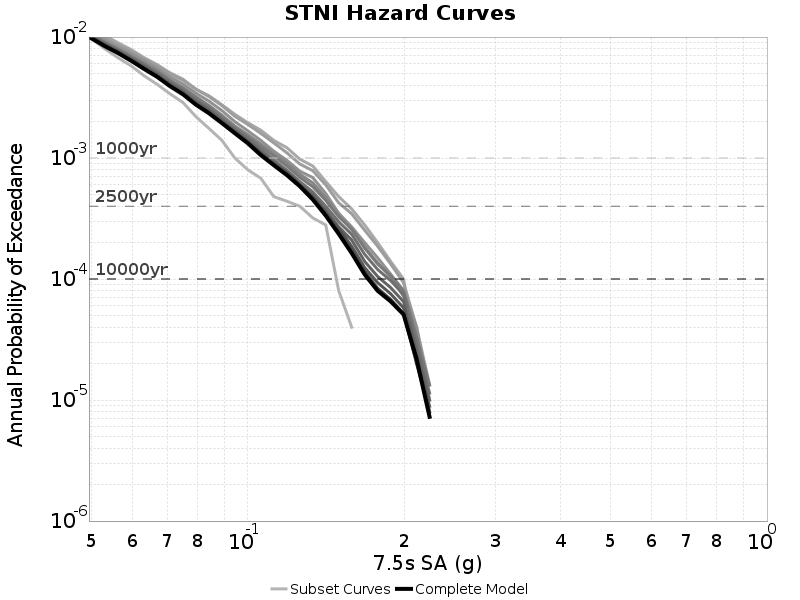 STNI Hazard Curves
Annual Probability of Exceedance
10^-2
10^-3
10^-4
10^-5
10^-6
1000yr
2500yr
10000yr
5 6 7 8 10^-1 2 3 4 5 6 7 8 10^0
7.5s SA (g)
Subset Curves Complete Model